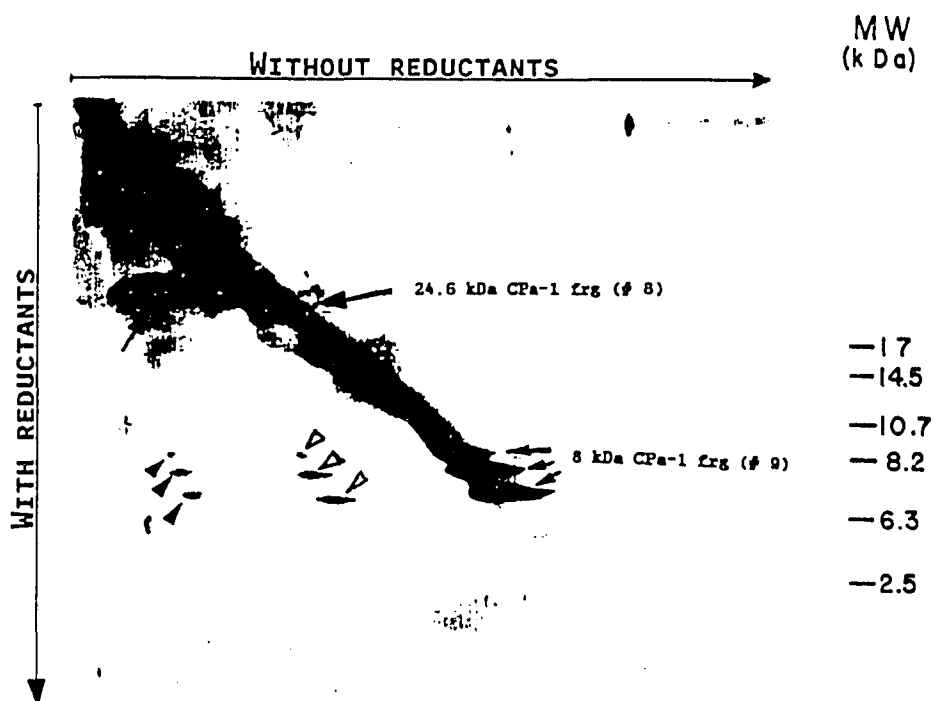 WITHOUT REDUCTANTS
MW
(kDa)
WITH REDUCTANTS
24.6 kDa CPa-1 frg (# 8)
17
14.5
10.7
8 kDa CPa-1 frg (# 9)
8.2
6.3
2.5